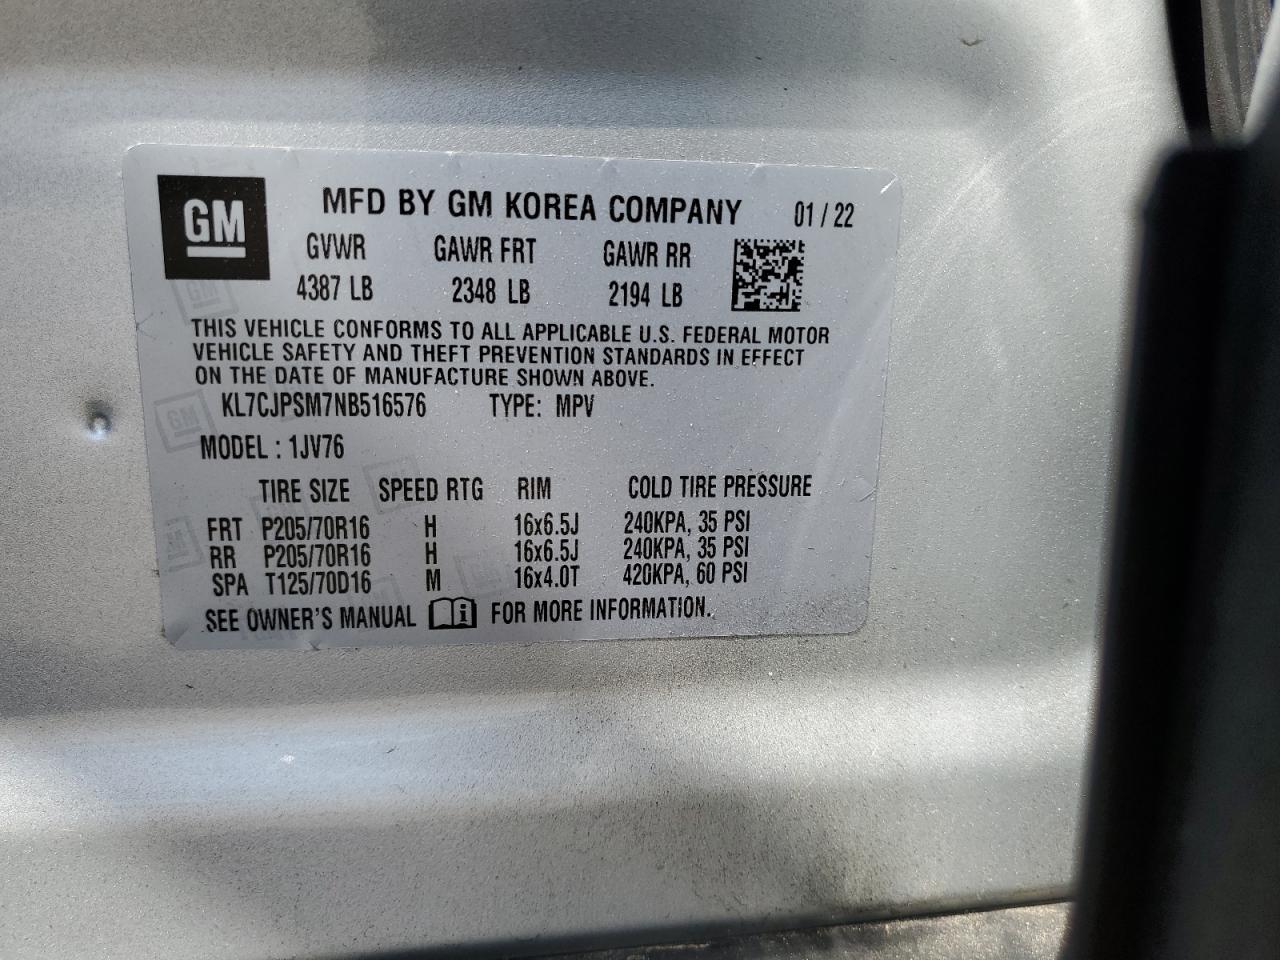 GM
MFD BY GM KOREA COMPANY 01 / 22
GVWR GAWR FRT GAWR RR
4387 LB 2348 LB 2194 LB
THIS VEHICLE CONFORMS TO ALL APPLICABLE U.S. FEDERAL MOTOR
VEHICLE SAFETY AND THEFT PREVENTION STANDARDS IN EFFECT
ON THE DATE OF MANUFACTURE SHOWN ABOVE.
KL7CJPSM7NB516576 TYPE: MPV
MODEL : 1JV76
TIRE SIZE SPEED RTG RIM COLD TIRE PRESSURE
FRT P205/70R16 H 16x6.5J 240KPA, 35 PSI
RR P205/70R16 H 16x6.5J 240KPA, 35 PSI
SPA T125/70D16 M 16x4.0T 420KPA, 60 PSI
SEE OWNER'S MANUAL i FOR MORE INFORMATION.